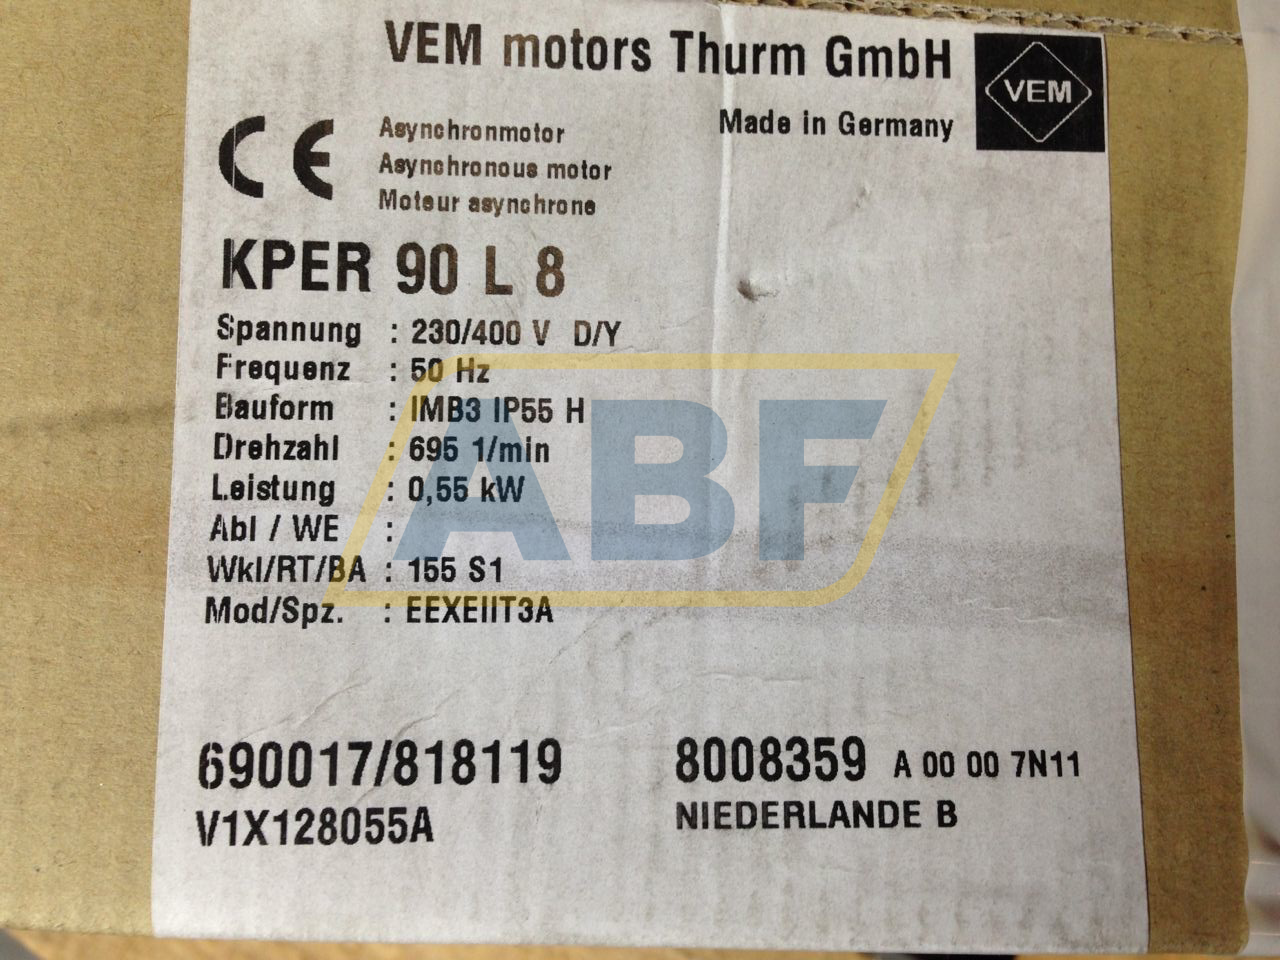 VEM motors Thurm GmbH
VEM
Made in Germany
CE
Asynchronmotor
Asynchronous motor
Moteur asynchrone
KPER 90 L 8
Spannung : 230/400 V D/Y
Frequenz : 50 Hz
Bauform : IMB3 IP55 H
Drehzahl : 695 1/min
Leistung : 0,55 kW
Abl / WE :
Wkl/RT/BA : 155 S1
Mod/Spz. : EEXEIIT3A
ABF
690017/818119
8008359 A 00 00 7N11
V1X128055A
NIEDERLANDE B